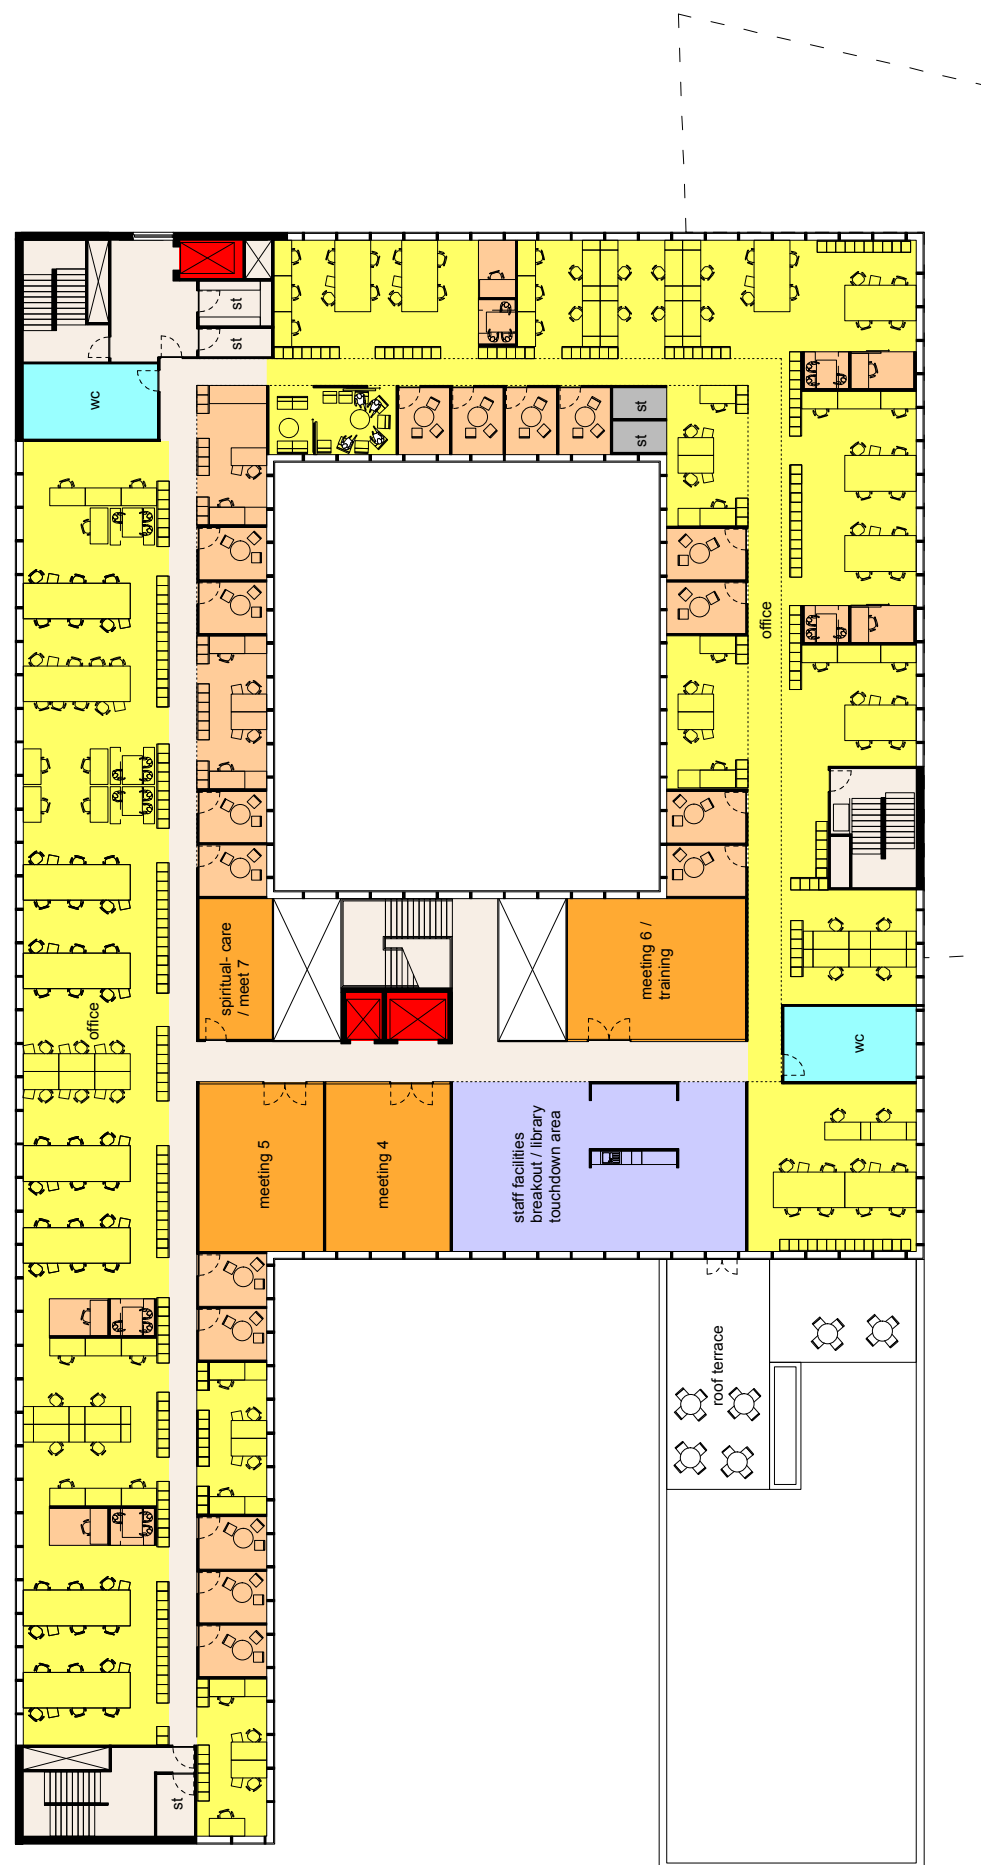 st
st
wc
st
st
office
spiritual- care
/ meet 7
meeting 6 /
training
office
wc
meeting 5
meeting 4
staff facilities
breakout / library
touchdown area
roof terrace
st